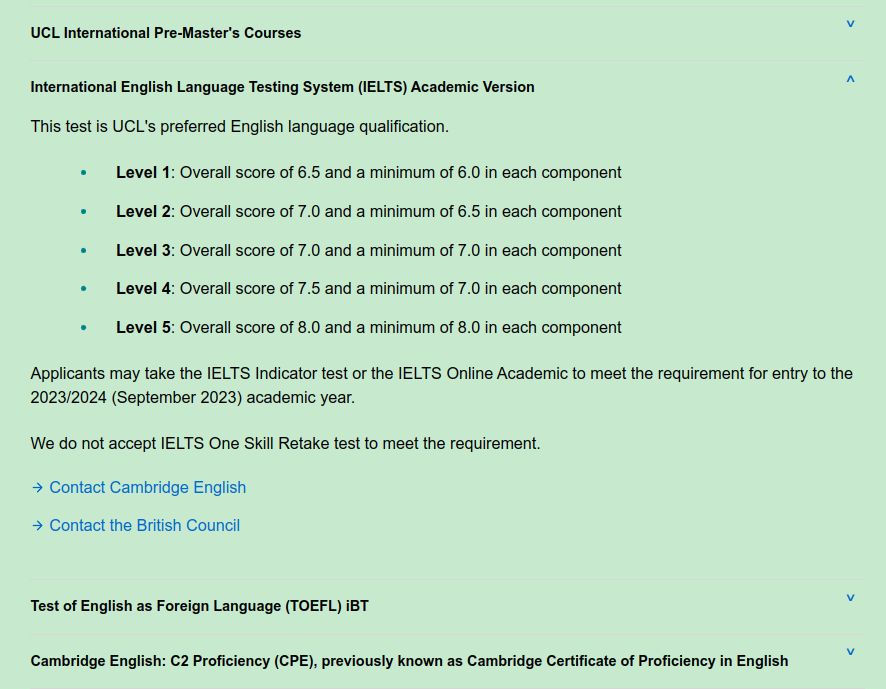 UCL International Pre-Master's Courses
International English Language Testing System (IELTS) Academic Version
This test is UCL's preferred English language qualification.
• Level 1: Overall score of 6.5 and a minimum of 6.0 in each component
• Level 2: Overall score of 7.0 and a minimum of 6.5 in each component
• Level 3: Overall score of 7.0 and a minimum of 7.0 in each component
• Level 4: Overall score of 7.5 and a minimum of 7.0 in each component
• Level 5: Overall score of 8.0 and a minimum of 8.0 in each component
Applicants may take the IELTS Indicator test or the IELTS Online Academic to meet the requirement for entry to the
2023/2024 (September 2023) academic year.
We do not accept IELTS One Skill Retake test to meet the requirement.
→ Contact Cambridge English
→ Contact the British Council
Test of English as Foreign Language (TOEFL) iBT
Cambridge English: C2 Proficiency (CPE), previously known as Cambridge Certificate of Proficiency in English